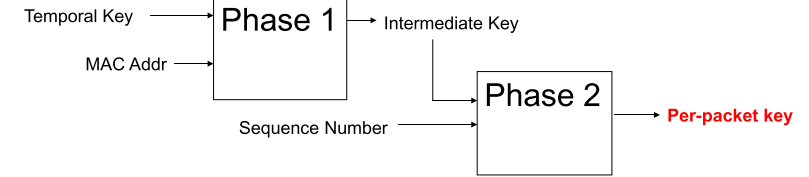 Temporal Key
Phase 1
Intermediate Key
MAC Addr
Phase 2
Per-packet key
Sequence Number